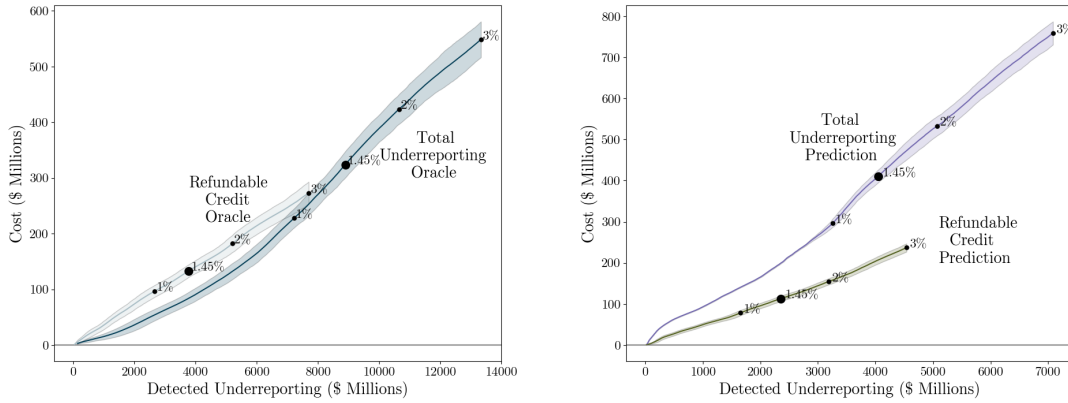 600
500
400
300
200
100
0
Cost ($ Millions)
3%
2%
1.45%
1%
Total
Underreporting
Oracle
Refundable
Credit
Oracle
3%
2%
1.45%
1%
0 2000 4000 6000 8000 10000 12000 14000
Detected Underreporting ($ Millions)
800
700
600
500
400
300
200
100
0
Cost ($ Millions)
3%
2%
1.45%
1%
Total
Underreporting
Prediction
Refundable
Credit
Prediction
3%
2%
1.45%
1%
0 1000 2000 3000 4000 5000 6000 7000
Detected Underreporting ($ Millions)